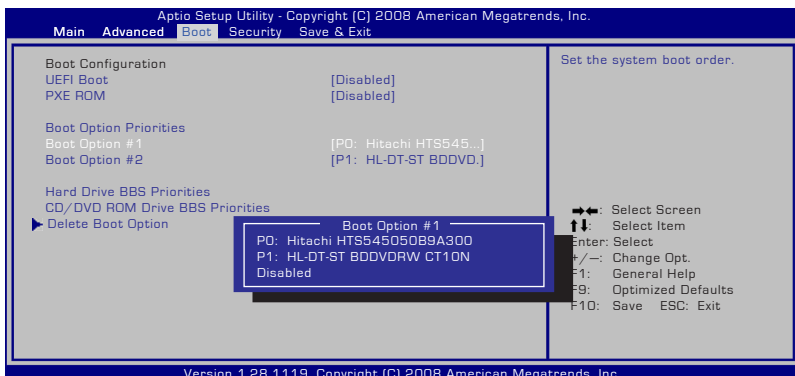 Aptio Setup Utility - Copyright (C) 2008 American Megatrends, Inc.
Main Advanced Boot Security Save & Exit
Boot Configuration
UEFI Boot [Disabled]
PXE ROM [Disabled]
Boot Option Priorities
Boot Option #1 [P0: Hitachi HTS545...]
Boot Option #2 [P1: HL-DT-ST BDDVD.]
Hard Drive BBS Priorities
CD/DVD ROM Drive BBS Priorities
Delete Boot Option
Boot Option #1
P0: Hitachi HTS545050B9A300
P1: HL-DT-ST BDDVDRW CT10N
Disabled
Set the system boot order.
→←: Select Screen
↑↓: Select Item
Enter: Select
+/—: Change Opt.
F1: General Help
F9: Optimized Defaults
F10: Save ESC: Exit
Version 1.28.1119. Copyright (C) 2008 American Megatrends, Inc.